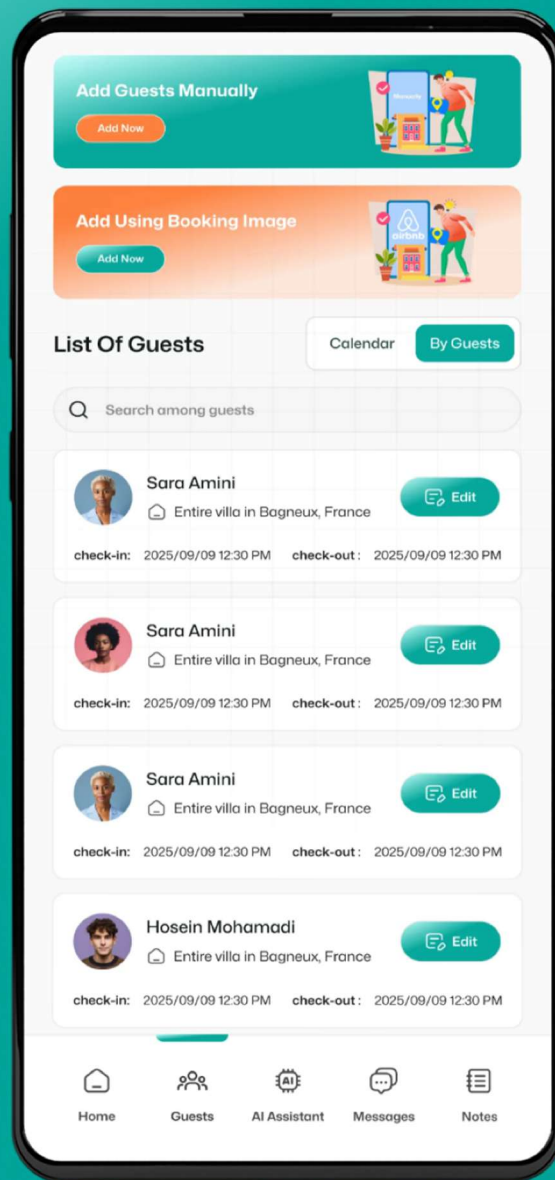 Add Guests Manually
Add Now
Manually
Add Using Booking Image
Add Now
airbnb
List Of Guests
Calendar
By Guests
Search among guests
Sara Amini
Edit
Entire villa in Bagneux, France
check-in: 2025/09/09 12:30 PM check-out : 2025/09/09 12:30 PM
Sara Amini
Edit
Entire villa in Bagneux, France
check-in: 2025/09/09 12:30 PM check-out : 2025/09/09 12:30 PM
Sara Amini
Edit
Entire villa in Bagneux, France
check-in: 2025/09/09 12:30 PM check-out : 2025/09/09 12:30 PM
Hosein Mohamadi
Edit
Entire villa in Bagneux, France
check-in: 2025/09/09 12:30 PM check-out : 2025/09/09 12:30 PM
AI
Home Guests AI Assistant Messages Notes